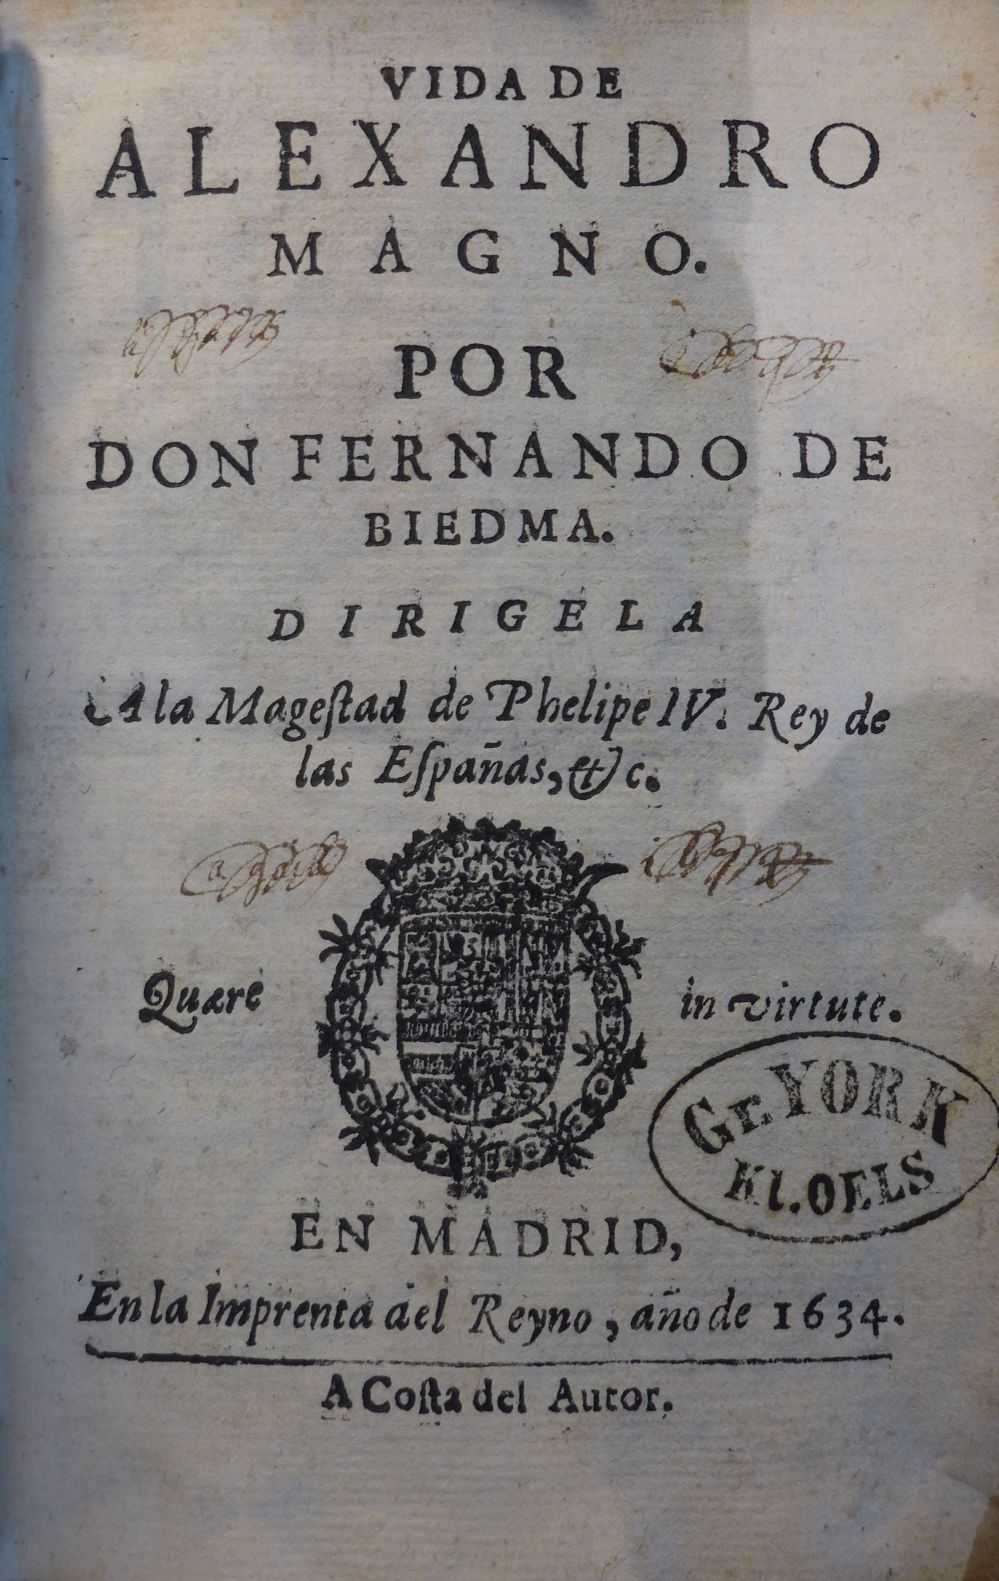 VIDA DE
ALEXANDRO
MAGNO.
POR
DON FERNANDO DE
BIEDMA.
DIRIGELA
A la Mageſtad de Phelipe IV. Rey de
las Eſpañas, &c.
Quære in virtute.
Gr. YORK
Kl. OELS
EN MADRID,
En la Imprenta del Reyno, año de 1634.
A Coſta del Autor.